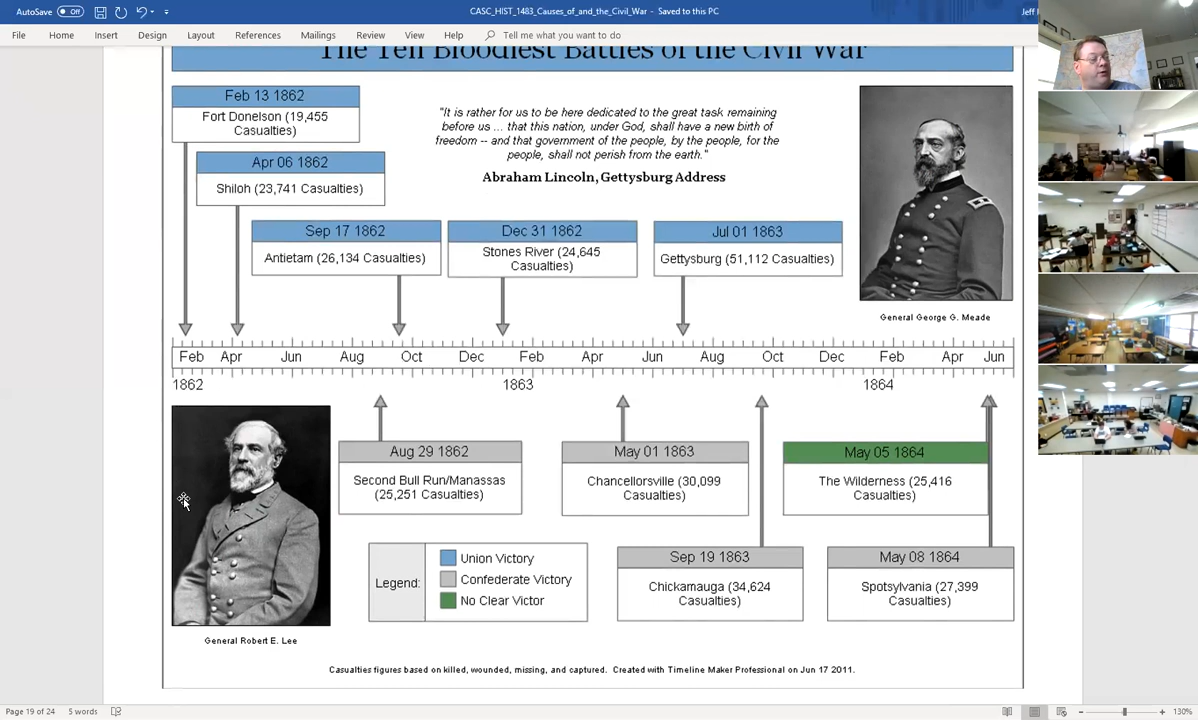 AutoSave Off
CASC_HIST_1483_Causes_of_and_the_Civil_War - Saved to this PC
Jeff
File Home Insert Design Layout References Mailings Review View Help Tell me what you want to do
The Ten Bloodiest Battles of the Civil War
Feb 13 1862
Fort Donelson (19,455
Casualties)
Apr 06 1862
Shiloh (23,741 Casualties)
Sep 17 1862
Antietam (26,134 Casualties)
Dec 31 1862
Stones River (24,645
Casualties)
Jul 01 1863
Gettysburg (51,112 Casualties)
"It is rather for us to be here dedicated to the great task remaining
before us ... that this nation, under God, shall have a new birth of
freedom -- and that government of the people, by the people, for the
people, shall not perish from the earth."
Abraham Lincoln, Gettysburg Address
General George G. Meade
Feb Apr Jun Aug Oct Dec Feb Apr Jun Aug Oct Dec Feb Apr Jun
1862 1863 1864
Aug 29 1862
Second Bull Run/Manassas
(25,251 Casualties)
May 01 1863
Chancellorsville (30,099
Casualties)
May 05 1864
The Wilderness (25,416
Casualties)
Sep 19 1863
Chickamauga (34,624
Casualties)
May 08 1864
Spotsylvania (27,399
Casualties)
Legend:
Union Victory
Confederate Victory
No Clear Victor
General Robert E. Lee
Casualties figures based on killed, wounded, missing, and captured. Created with Timeline Maker Professional on Jun 17 2011.
Page 19 of 24 5 words
130%